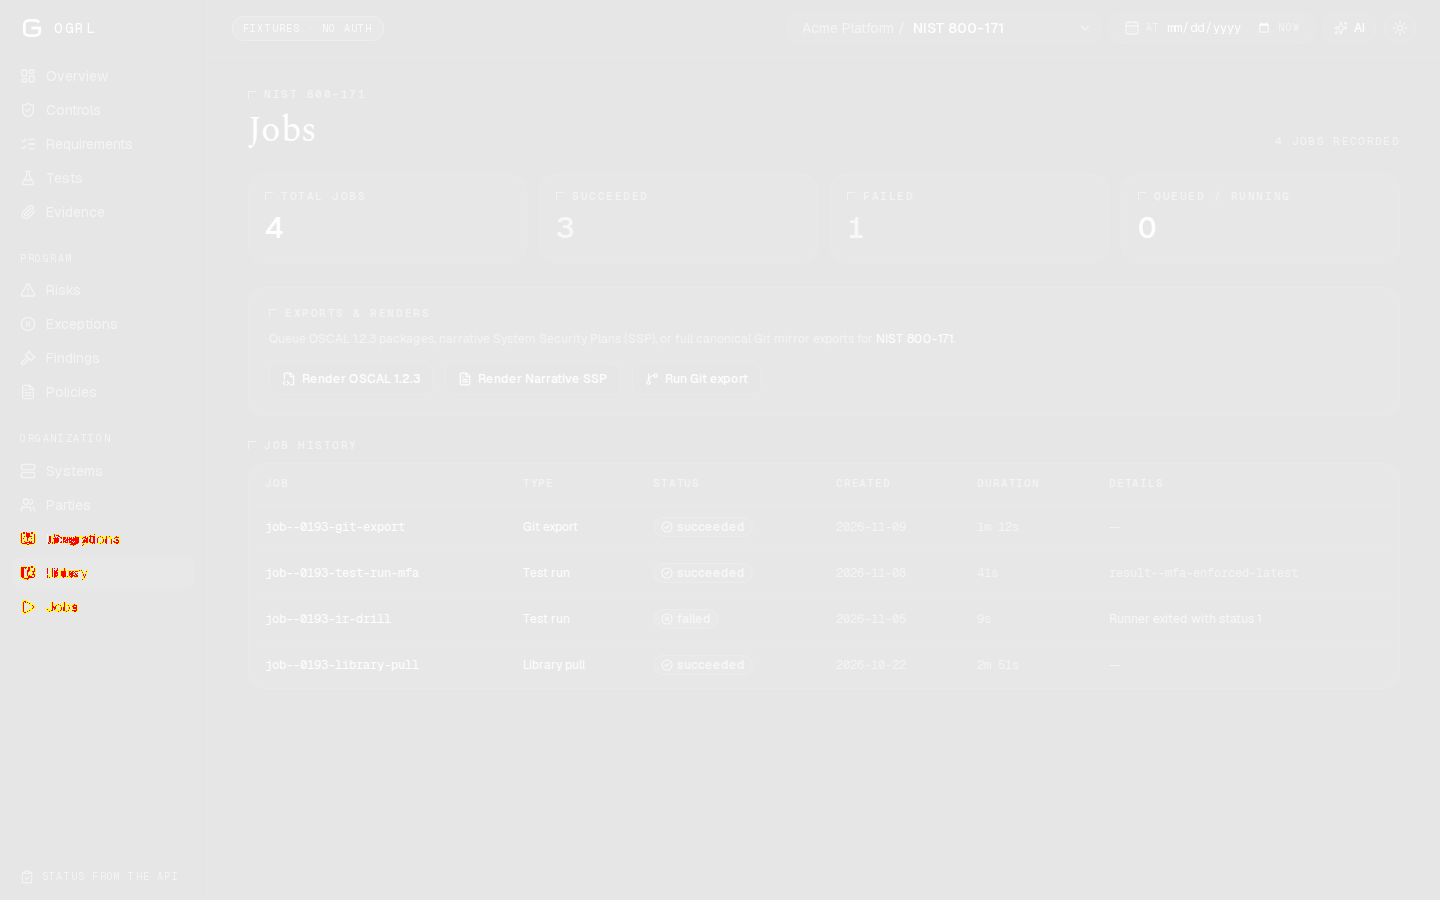 OGRL
FIXTURES NO AUTH
Acme Platform / NIST 800-171
AT mm/dd/yyyy NOW
AI
Overview
Controls
Requirements
Tests
Evidence
PROGRAM
Risks
Exceptions
Findings
Policies
ORGANIZATION
Systems
Parties
Jobs
STATUS FROM THE API
NIST 800-171
Jobs
4 JOBS RECORDED
TOTAL JOBS
4
SUCCEEDED
3
FAILED
1
QUEUED / RUNNING
0
EXPORTS & RENDERS
Queue OSCAL 1.2.3 packages, narrative System Security Plans (SSP), or full canonical Git mirror exports for NIST 800-171.
Render OSCAL 1.2.3
Render Narrative SSP
Run Git export
JOB HISTORY
JOB TYPE STATUS CREATED DURATION DETAILS
job--0193-git-export Git export succeeded 2026-11-09 1m 12s —
job--0193-test-run-mfa Test run succeeded 2026-11-08 41s result--mfa-enforced-latest
job--0193-ir-drill Test run failed 2026-11-05 9s Runner exited with status 1
job--0193-library-pull Library pull succeeded 2026-10-22 2m 51s —